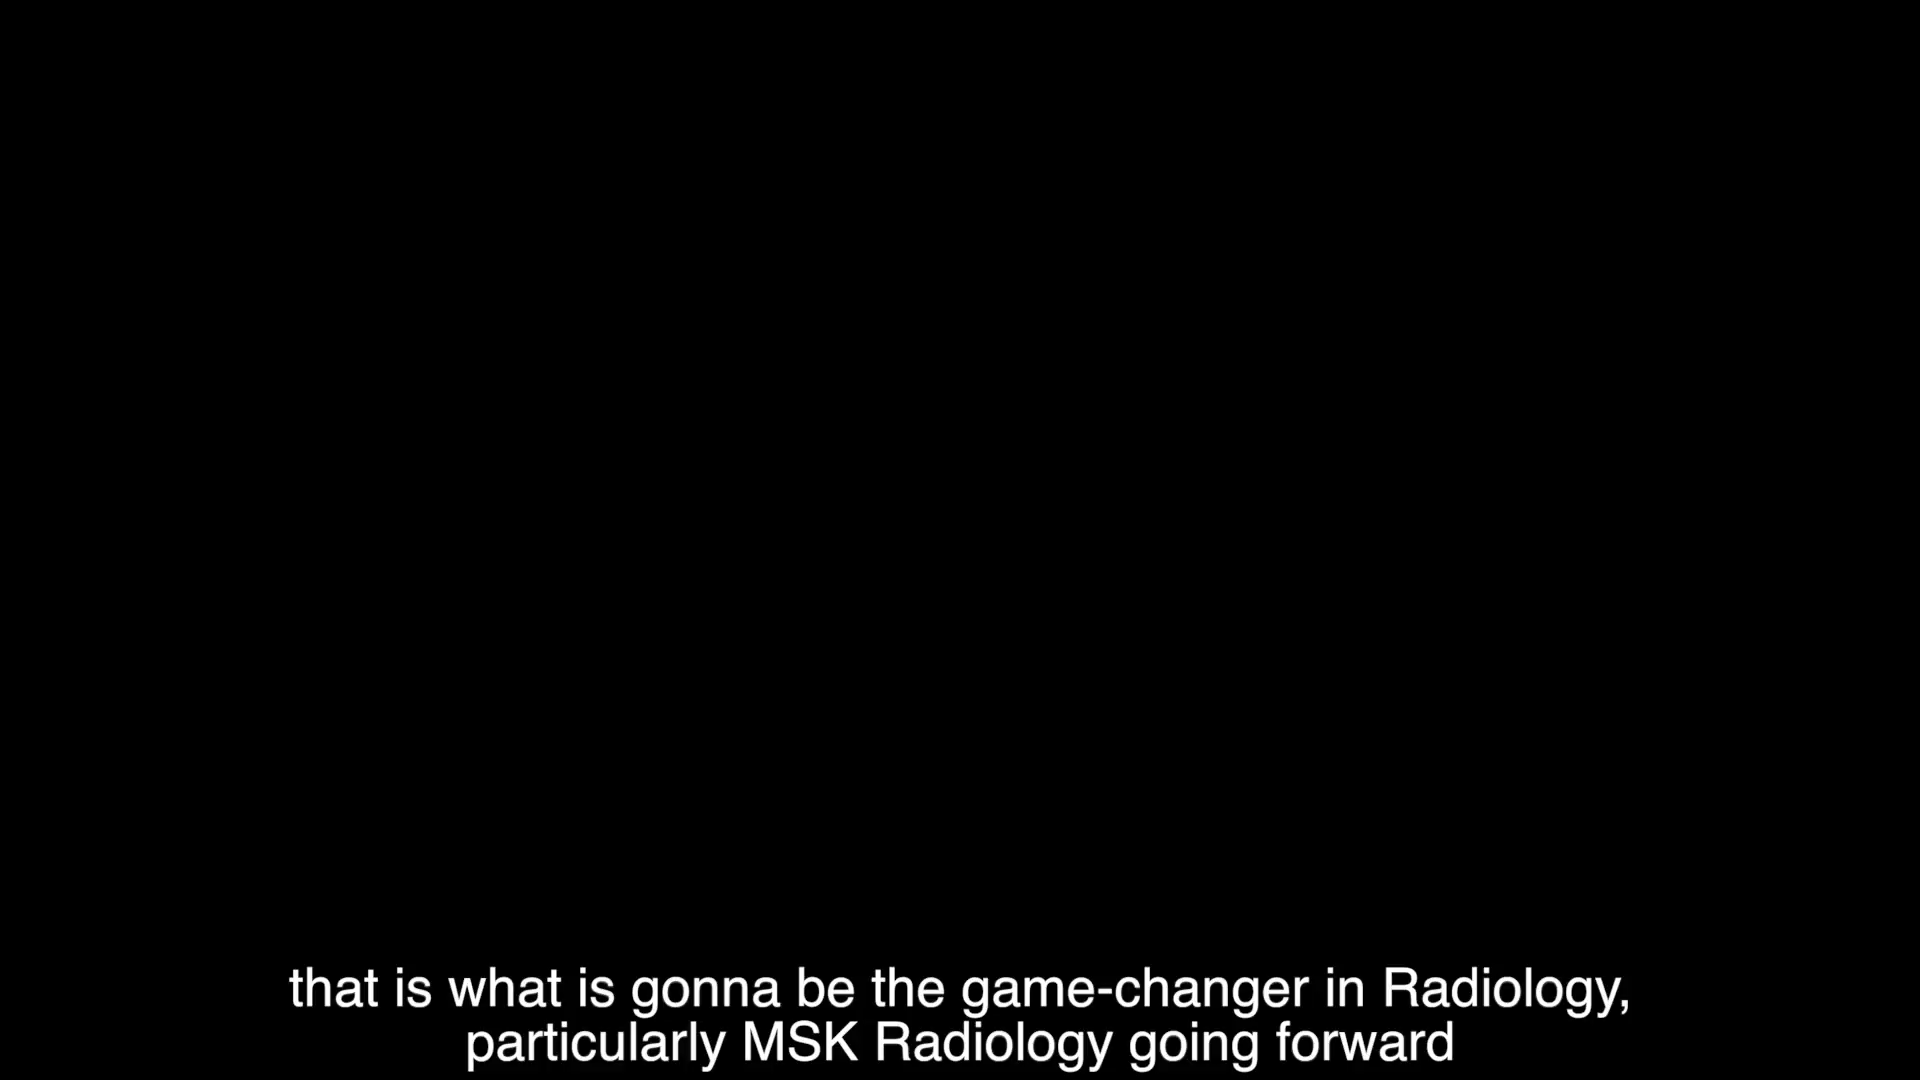 that is what is gonna be the game-changer in Radiology,
particularly MSK Radiology going forward